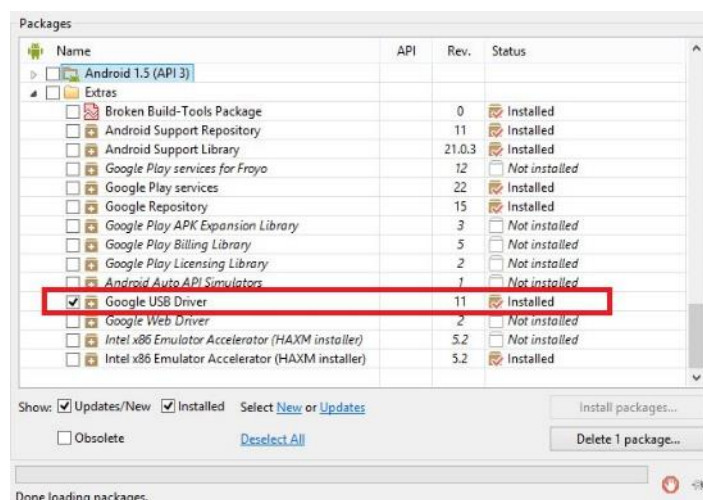 Packages
Name API Rev. Status
Android 1.5 (API 3)
Extras
Broken Build-Tools Package 0 Installed
Android Support Repository 11 Installed
Android Support Library 21.0.3 Installed
Google Play services for Froyo 12 Not installed
Google Play services 22 Installed
Google Repository 15 Installed
Google Play APK Expansion Library 3 Not installed
Google Play Billing Library 5 Not installed
Google Play Licensing Library 2 Not installed
Android Auto API Simulators 1 Not installed
Google USB Driver 11 Installed
Google Web Driver 2 Not installed
Intel x86 Emulator Accelerator (HAXM installer) 5.2 Not installed
Intel x86 Emulator Accelerator (HAXM installer) 5.2 Installed
Show: Updates/New Installed Select New or Updates Install packages...
Obsolete Deselect All Delete 1 package...
Done loading packages.